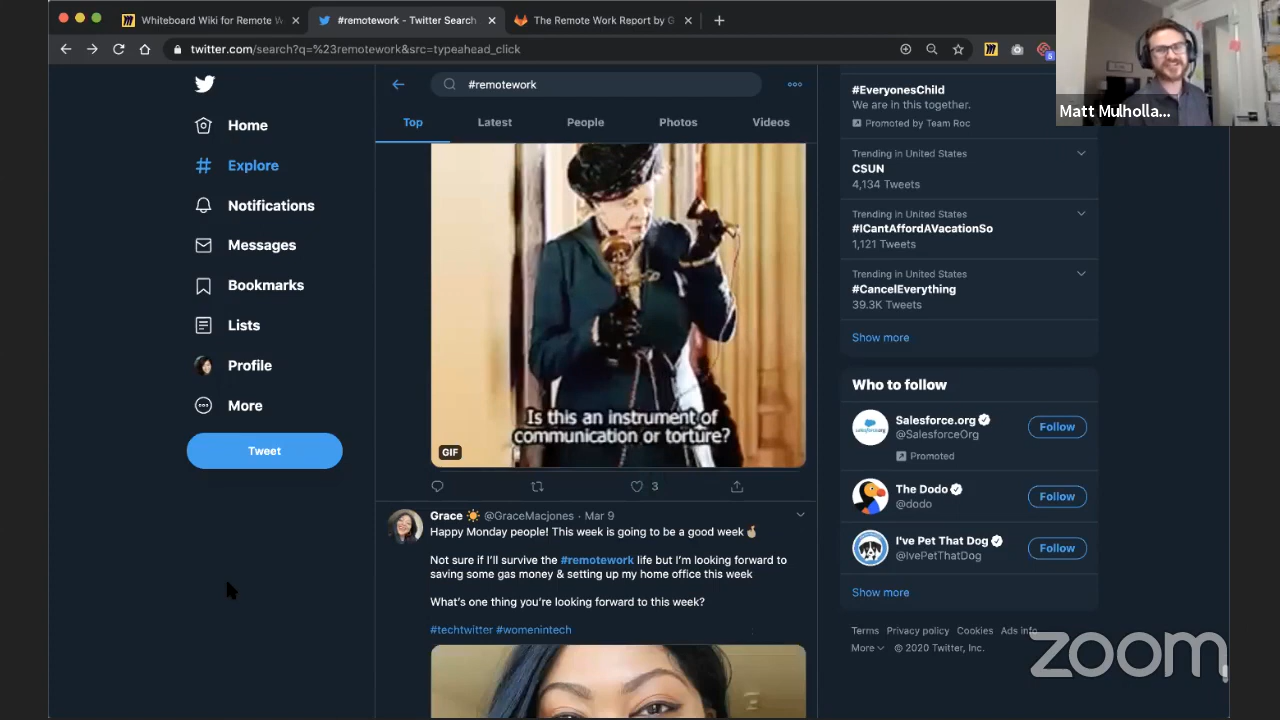 Whiteboard Wiki for Remote W
#remotework - Twitter Search
The Remote Work Report by G
twitter.com/search?q=%23remotework&src=typeahead_click
Matt Mulholla...
Home
Explore
Notifications
Messages
Bookmarks
Lists
Profile
More
Tweet
#remotework
Top
Latest
People
Photos
Videos
Is this an instrument of
communication or torture?
GIF
3
Grace @GraceMacjones · Mar 9
Happy Monday people! This week is going to be a good week
Not sure if I'll survive the #remotework life but I'm looking forward to
saving some gas money & setting up my home office this week
What's one thing you're looking forward to this week?
#techtwitter #womenintech
#EveryonesChild
We are in this together.
Promoted by Team Roc
Trending in United States
CSUN
4,134 Tweets
Trending in United States
#ICantAffordAVacationSo
1,121 Tweets
Trending in United States
#CancelEverything
39.3K Tweets
Show more
Who to follow
Salesforce.org
@SalesforceOrg
Promoted
Follow
The Dodo
@dodo
Follow
I've Pet That Dog
@IvePetThatDog
Follow
Show more
Terms Privacy policy Cookies Ads info
More © 2020 Twitter, Inc.
zoom